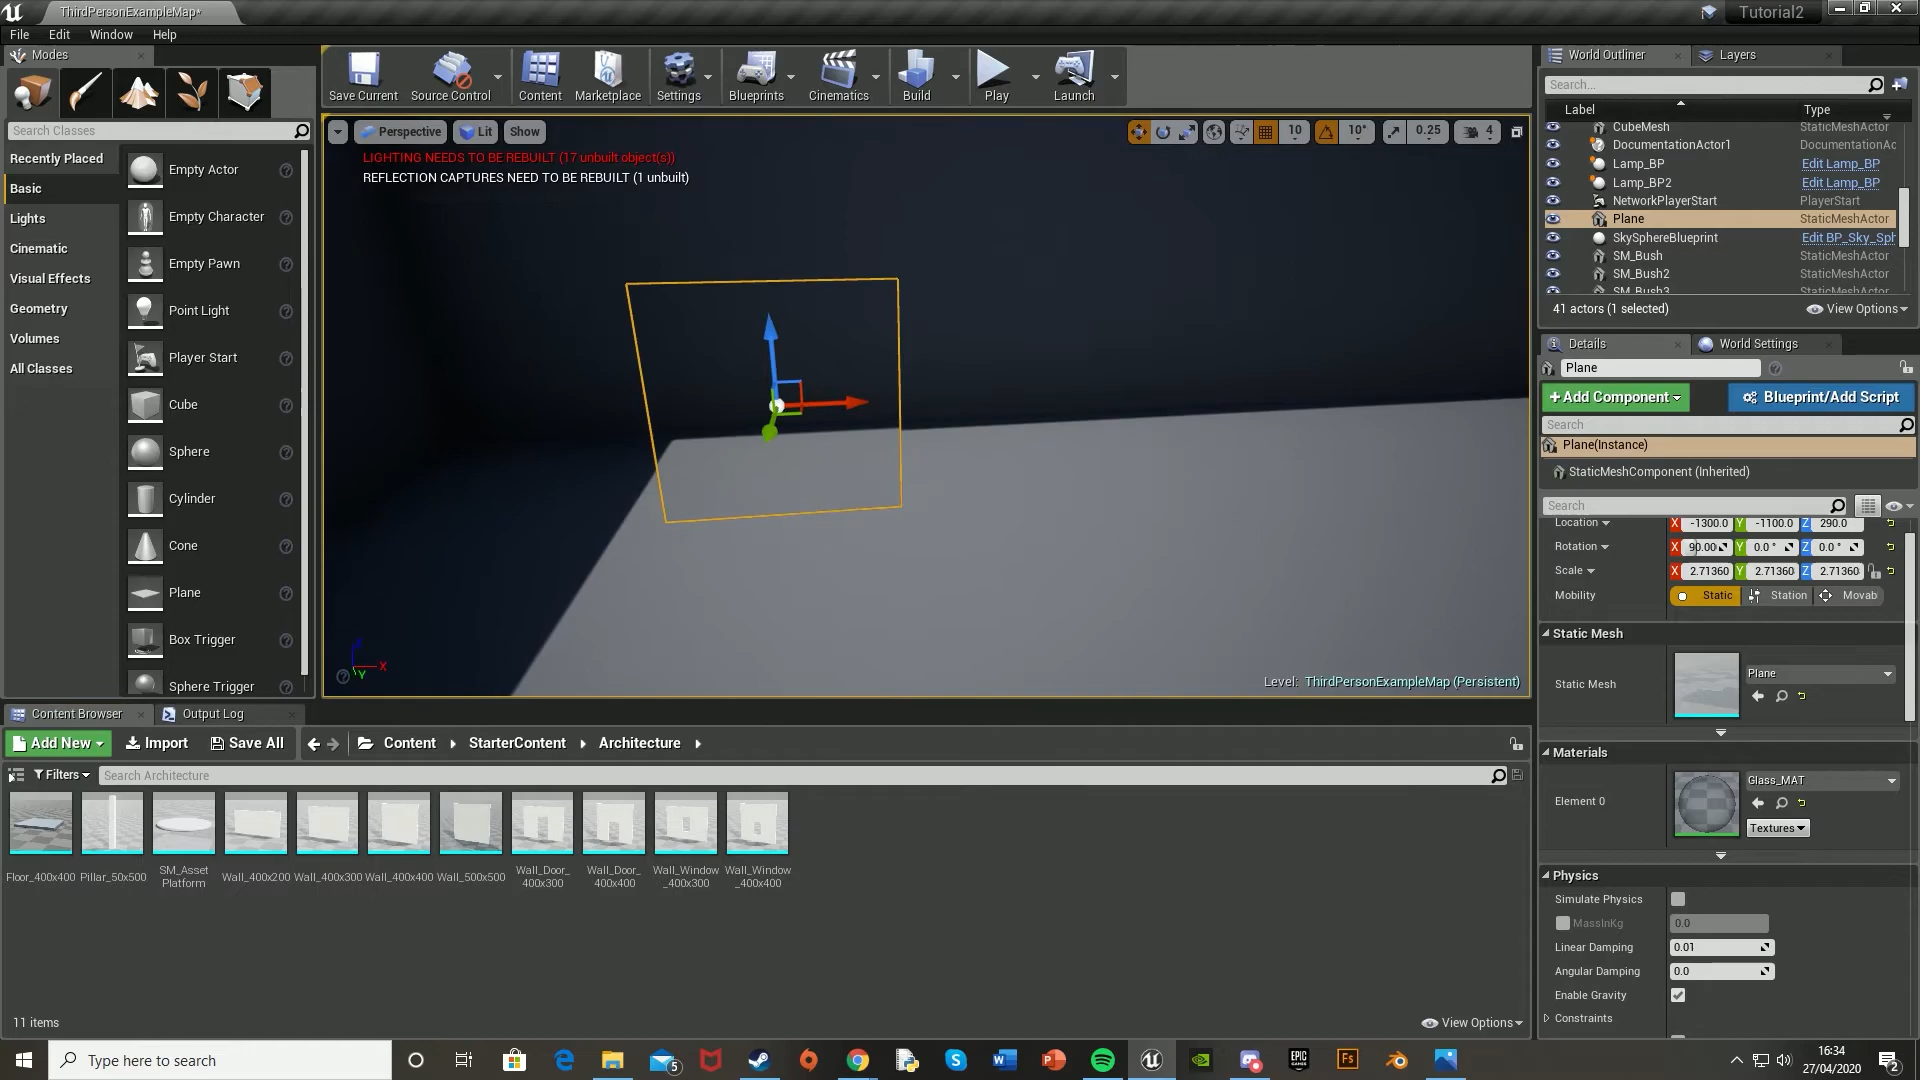 ThirdPersonExampleMap*
Tutorial2
File Edit Window Help
Modes
Search Classes
Recently Placed
Basic
Lights
Cinematic
Visual Effects
Geometry
Volumes
All Classes
Empty Actor
Empty Character
Empty Pawn
Point Light
Player Start
Cube
Sphere
Cylinder
Cone
Plane
Box Trigger
Sphere Trigger
Save Current
Source Control
Content
Marketplace
Settings
Blueprints
Cinematics
Build
Play
Launch
Perspective
Lit
Show
10
10°
0.25
4
LIGHTING NEEDS TO BE REBUILT (17 unbuilt object(s))
REFLECTION CAPTURES NEED TO BE REBUILT (1 unbuilt)
X
Y
Level: ThirdPersonExampleMap (Persistent)
World Outliner
Layers
Search...
Label Type
CubeMesh StaticMeshActor
DocumentationActor1 DocumentationAc
Lamp_BP Edit Lamp_BP
Lamp_BP2 Edit Lamp_BP
NetworkPlayerStart PlayerStart
Plane StaticMeshActor
SkySphereBlueprint Edit BP_Sky_Sph
SM_Bush StaticMeshActor
SM_Bush2 StaticMeshActor
SM_Bush3 StaticMeshActor
41 actors (1 selected)
View Options
Details
World Settings
Plane
+Add Component
Blueprint/Add Script
Search
Plane(Instance)
StaticMeshComponent (Inherited)
Search
Location X -1300.0 Y -1100.0 Z 290.0
Rotation X 90.00 Y 0.0 ° Z 0.0 °
Scale X 2.71360 Y 2.71360 Z 2.71360
Mobility Static Station Movab
Static Mesh
Static Mesh
Plane
Materials
Element 0
Glass_MAT
Textures
Physics
Simulate Physics
MassInKg 0.0
Linear Damping 0.01
Angular Damping 0.0
Enable Gravity
Constraints
Content Browser
Output Log
Add New
Import
Save All
Content
StarterContent
Architecture
Filters
Search Architecture
Floor_400x400
Pillar_50x500
SM_Asset
Platform
Wall_400x200
Wall_400x300
Wall_400x400
Wall_500x500
Wall_Door_
400x300
Wall_Door_
400x400
Wall_Window
_400x300
Wall_Window
_400x400
11 items
View Options
Type here to search
5
EPIC
GAMES
Fs
16:34
27/04/2020
2